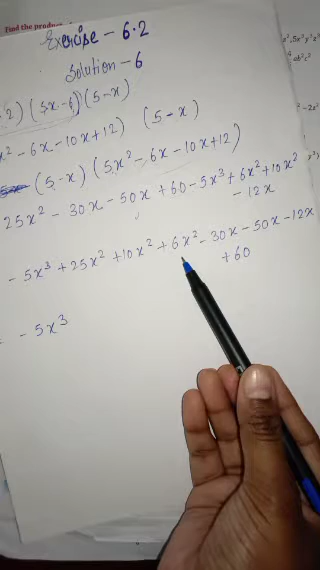 Find the produc
Exercise - 6.2
Solution - 6
2) (5x-6) (5-x)
x² - 6x - 10x + 12) (5-x)
(5-x) (5x² - 6x - 10x + 12)
25x² - 30x - 50x + 60 - 5x³ + 6x² + 10x²
- 12x
- 5x³ + 25x² + 10x² + 6x² - 30x - 50x - 12x
+ 60
= - 5x³